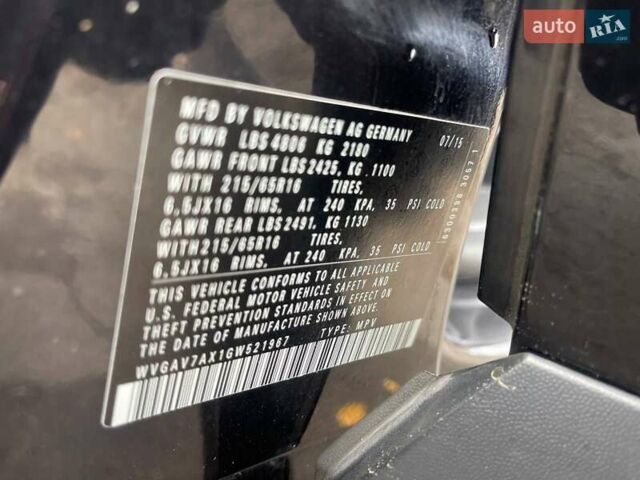 auto RIA.com
MFD BY VOLKSWAGEN AG GERMANY 07/15
GVWR LBS 4806 KG 2180
GAWR FRONT LBS 2425, KG .1100
WITH 215/65R16 TIRES,
6,5JX16 RIMS, AT 240 KPA, 35 PSI COLD
GAWR REAR LBS 2491, KG 1130
WITH 215/65R16 TIRES,
6,5JX16 RIMS, AT 240 KPA, 35 PSI COLD
THIS VEHICLE CONFORMS TO ALL APPLICABLE
U.S. FEDERAL MOTOR VEHICLE SAFETY AND
THEFT PREVENTION STANDARDS IN EFFECT ON
THE DATE OF MANUFACTURE SHOWN ABOVE.
WVGAV7AX1GW521967 TYPE: MPV